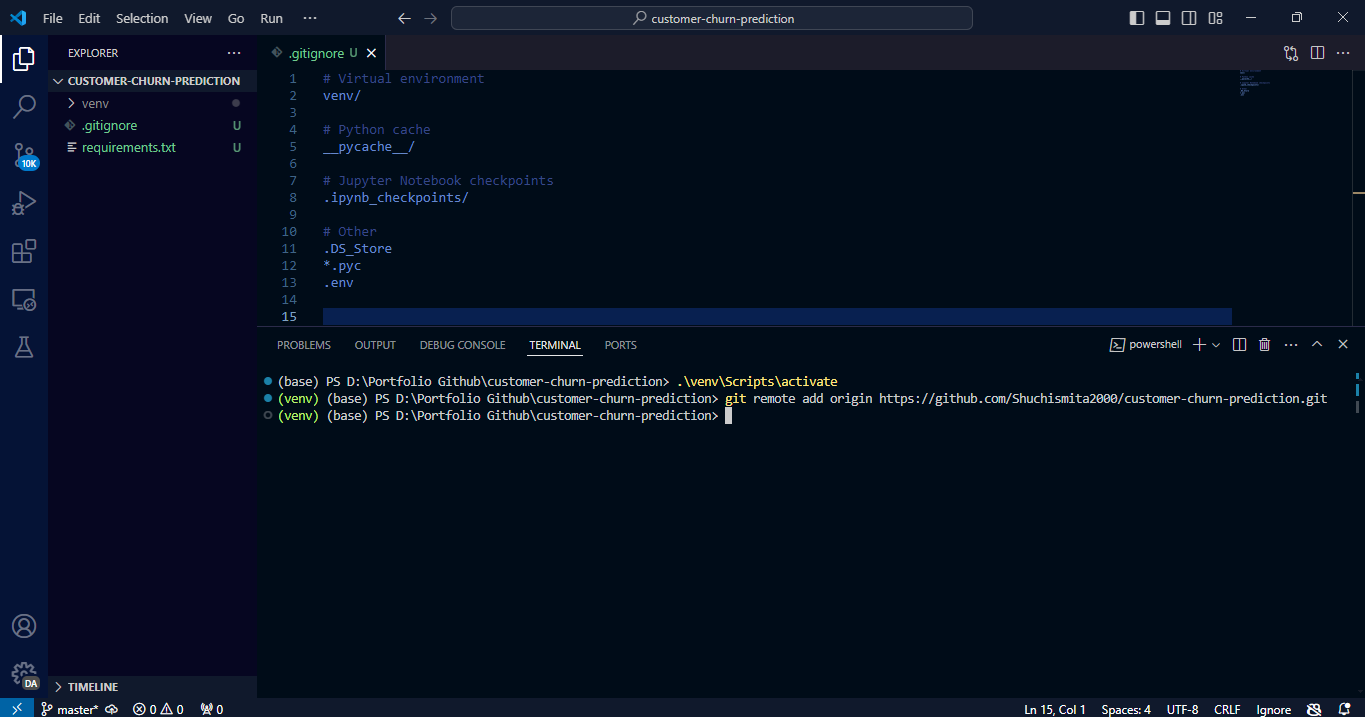 File Edit Selection View Go Run ···
customer-churn-prediction
EXPLORER ···
CUSTOMER-CHURN-PREDICTION
venv
.gitignore U
requirements.txt U
10K
DA
TIMELINE
.gitignore U
1 # Virtual environment
2 venv/
3
4 # Python cache
5 __pycache__/
6
7 # Jupyter Notebook checkpoints
8 .ipynb_checkpoints/
9
10 # Other
11 .DS_Store
12 *.pyc
13 .env
14
15
PROBLEMS OUTPUT DEBUG CONSOLE TERMINAL PORTS
powershell
(base) PS D:\Portfolio Github\customer-churn-prediction> .\venv\Scripts\activate
(venv) (base) PS D:\Portfolio Github\customer-churn-prediction> git remote add origin https://github.com/Shuchismita2000/customer-churn-prediction.git
(venv) (base) PS D:\Portfolio Github\customer-churn-prediction>
master* 0 0 0 Ln 15, Col 1 Spaces: 4 UTF-8 CRLF Ignore